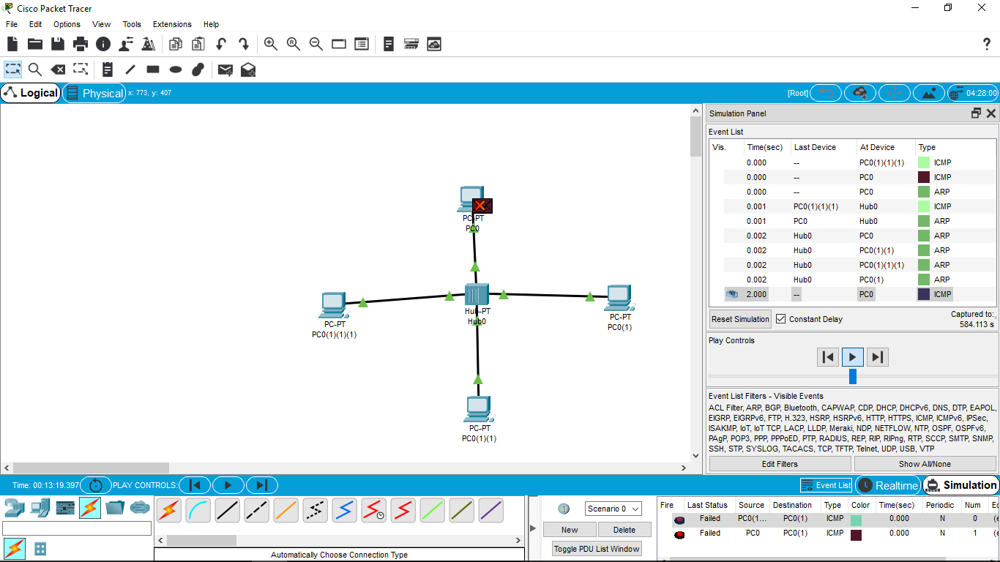 Cisco Packet Tracer
File Edit Options View Tools Extensions Help
Logical Physical x: 773, y: 407 [Root] 04:28:00
PC-PT
PC0
PC-PT
PC0(1)(1)(1)
Hub-PT
Hub0
PC-PT
PC0(1)
PC-PT
PC0(1)(1)
Simulation Panel
Event List
Vis. Time(sec) Last Device At Device Type
0.000 -- PC0(1)(1)(1) ICMP
0.000 -- PC0 ICMP
0.000 -- PC0 ARP
0.001 PC0(1)(1)(1) Hub0 ICMP
0.001 PC0 Hub0 ARP
0.002 Hub0 PC0 ARP
0.002 Hub0 PC0(1)(1) ARP
0.002 Hub0 PC0(1)(1)(1) ARP
0.002 Hub0 PC0(1) ARP
2.000 -- PC0 ICMP
Reset Simulation Constant Delay Captured to:
584.113 s
Play Controls
Event List Filters - Visible Events
ACL Filter, ARP, BGP, Bluetooth, CAPWAP, CDP, DHCP, DHCPv6, DNS, DTP, EAPOL,
EIGRP, EIGRPv6, FTP, H.323, HSRP, HSRPv6, HTTP, HTTPS, ICMP, ICMPv6, IPSec,
ISAKMP, IoT, IoT TCP, LACP, LLDP, Meraki, NDP, NETFLOW, NTP, OSPF, OSPFv6,
PAgP, POP3, PPP, PPPoED, PTP, RADIUS, REP, RIP, RIPng, RTP, SCCP, SMTP, SNMP,
SSH, STP, SYSLOG, TACACS, TCP, TFTP, Telnet, UDP, USB, VTP
Edit Filters Show All/None
Time: 00:13:19.397 PLAY CONTROLS: Event List Realtime Simulation
Automatically Choose Connection Type
Scenario 0
New Delete
Toggle PDU List Window
Fire Last Status Source Destination Type Color Time(sec) Periodic Num Ec
Failed PC0(1... PC0(1) ICMP 0.000 N 0 (e
Failed PC0 PC0(1) ICMP 0.000 N 1 (e